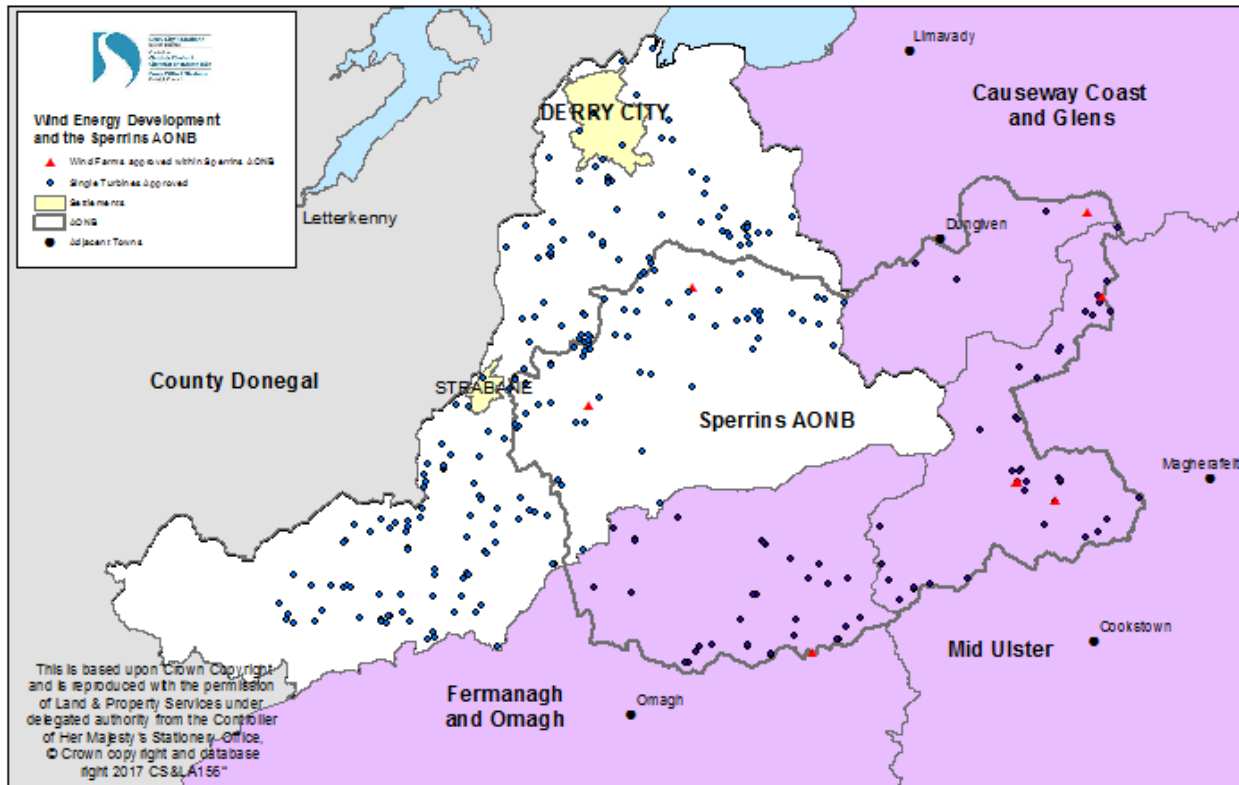 Wind Energy Development
and the Sperrins AONB
Wind Farms approved within Sperrins AONB
Single Turbines Approved
Settlements
AONB
Adjacent Towns
Limavady
DERRY CITY
Causeway Coast
and Glens
Letterkenny
Dungiven
County Donegal
STRABANE
Sperrins AONB
Magherafelt
Cookstown
Mid Ulster
Fermanagh
and Omagh
Omagh
This is based upon Crown Copyright
and is reproduced with the permission
of Land & Property Services under
delegated authority from the Controller
of Her Majesty's Stationery Office,
© Crown copyright and database
right 2017 CS&LA156"